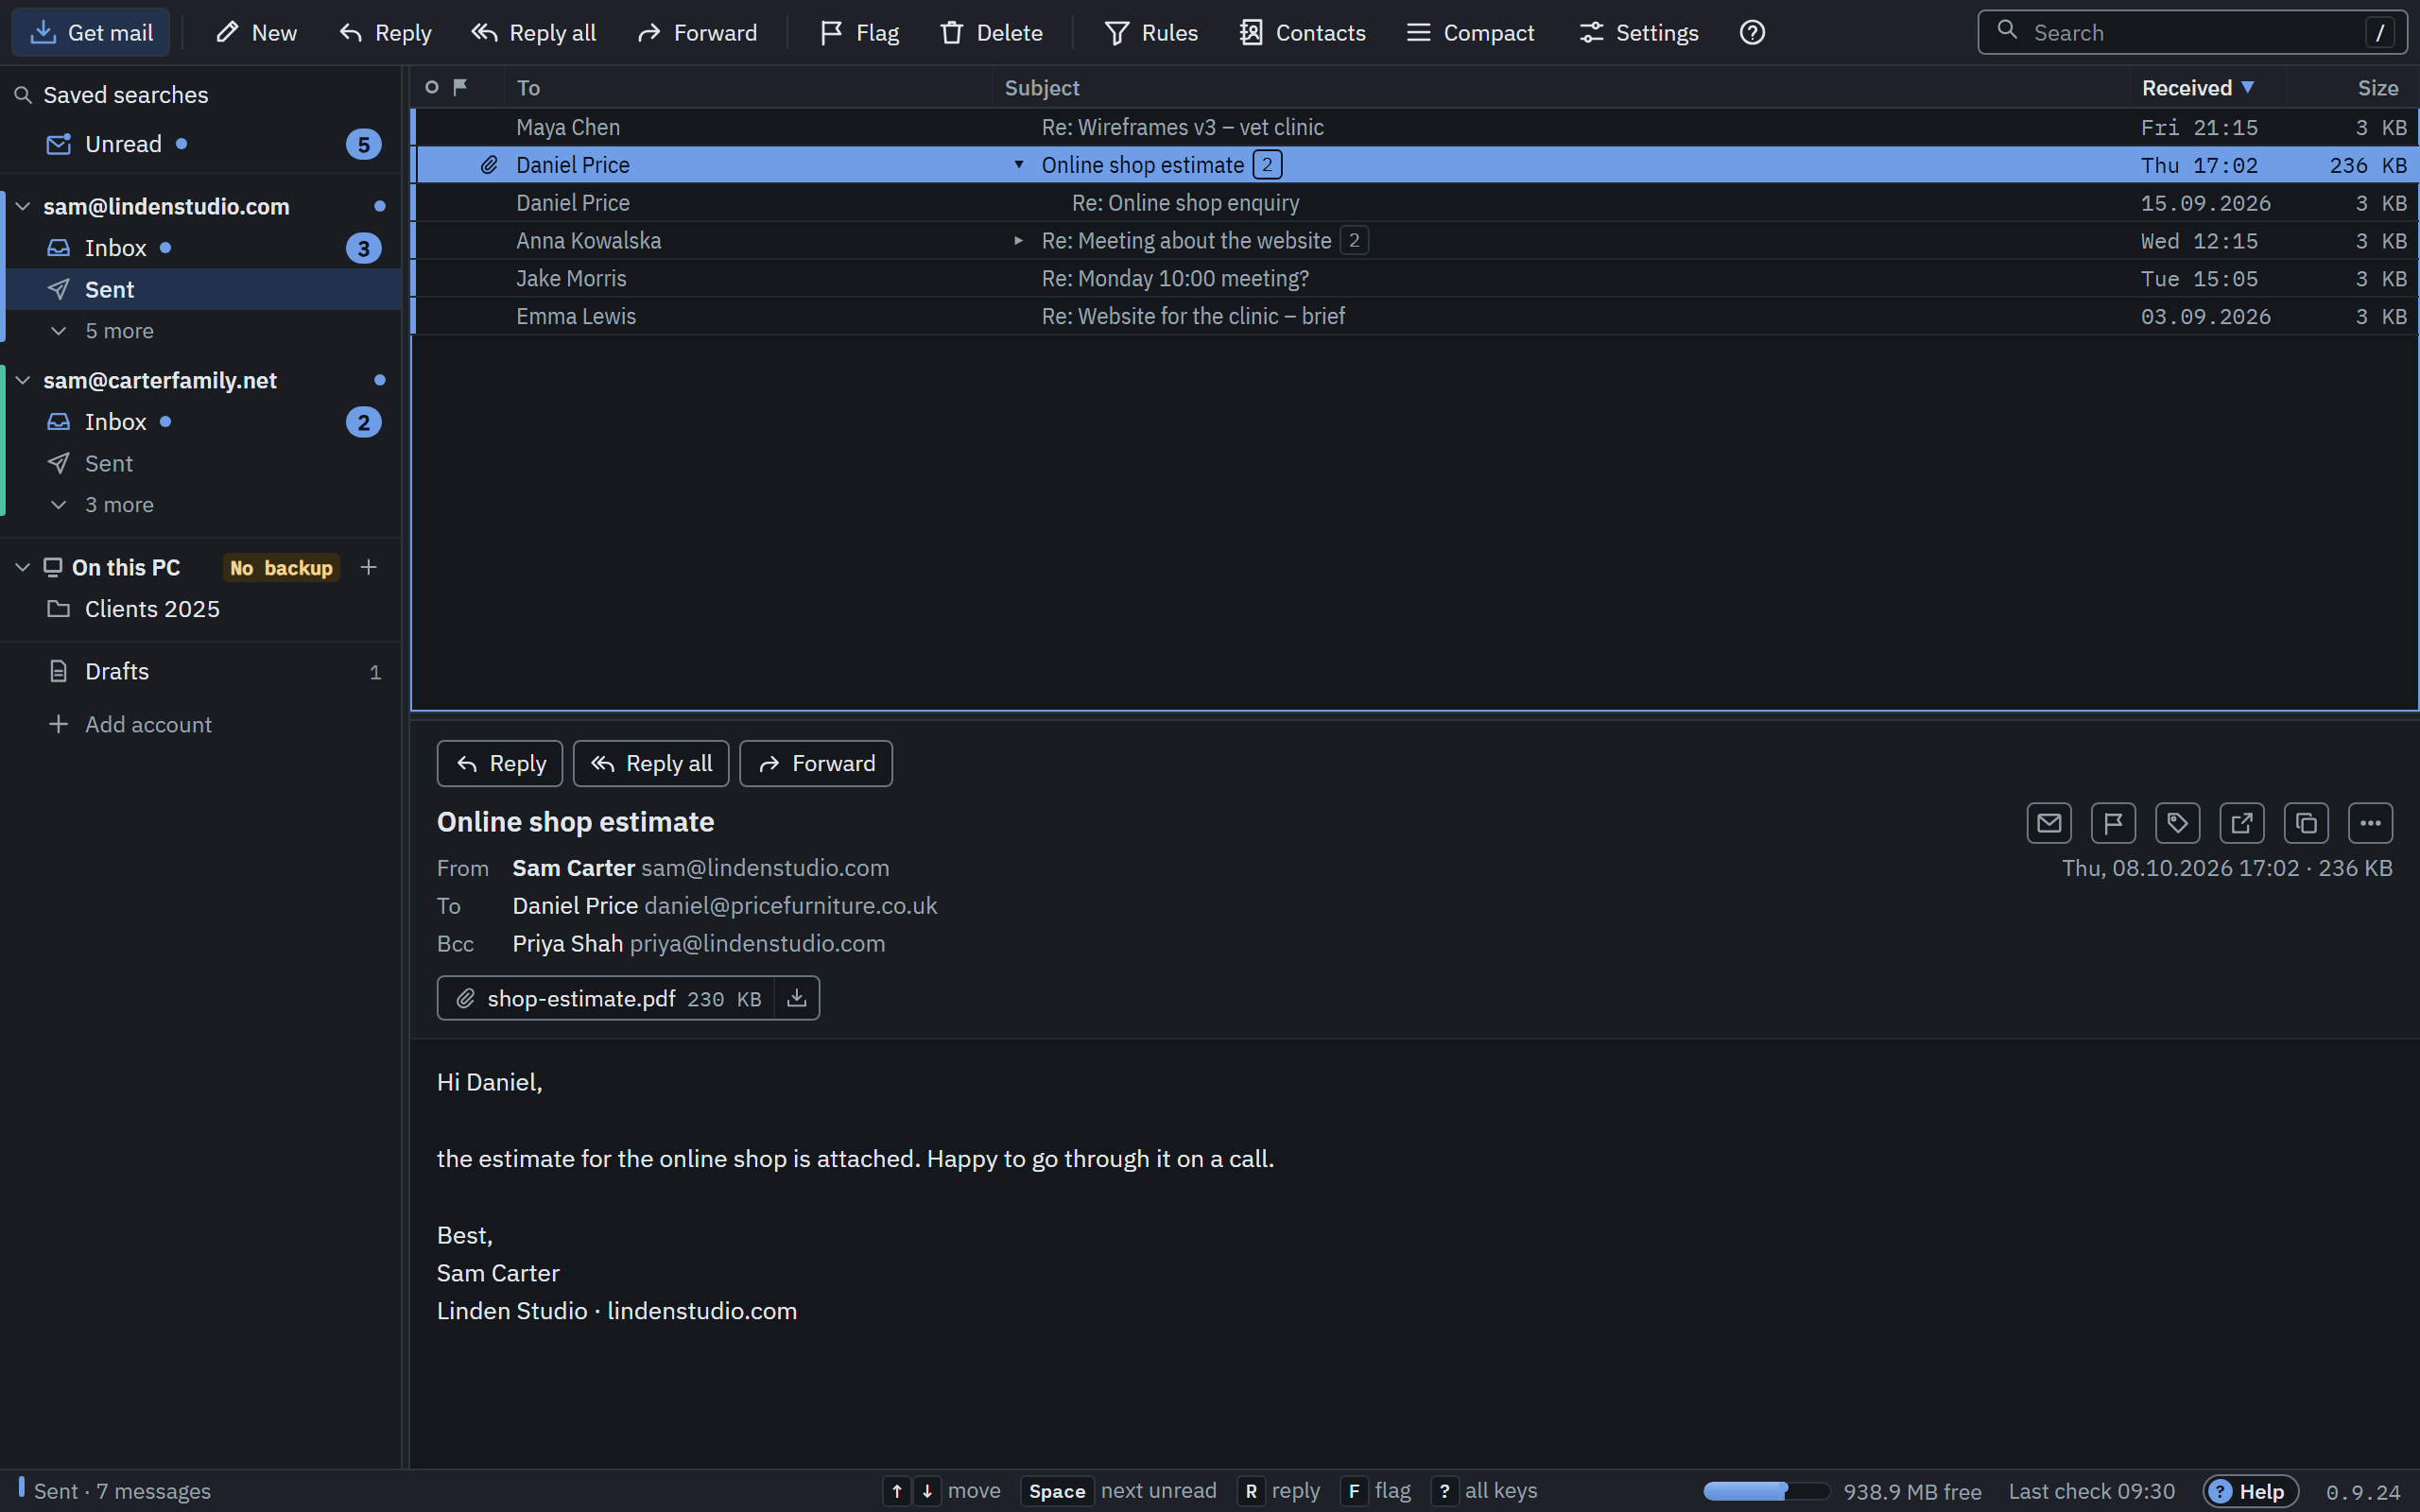 Get mail New Reply Reply all Forward Flag Delete Rules Contacts Compact Settings ? Search /
Saved searches
Unread 5
sam@lindenstudio.com
Inbox 3
Sent
5 more
sam@carterfamily.net
Inbox 2
Sent
3 more
On this PC No backup
Clients 2025
Drafts 1
Add account
To Subject Received Size
Maya Chen Re: Wireframes v3 – vet clinic Fri 21:15 3 KB
Daniel Price Online shop estimate 2 Thu 17:02 236 KB
Daniel Price Re: Online shop enquiry 15.09.2026 3 KB
Anna Kowalska Re: Meeting about the website 2 Wed 12:15 3 KB
Jake Morris Re: Monday 10:00 meeting? Tue 15:05 3 KB
Emma Lewis Re: Website for the clinic – brief 03.09.2026 3 KB
Reply Reply all Forward
Online shop estimate
From Sam Carter sam@lindenstudio.com Thu, 08.10.2026 17:02 · 236 KB
To Daniel Price daniel@pricefurniture.co.uk
Bcc Priya Shah priya@lindenstudio.com
shop-estimate.pdf 230 KB
Hi Daniel,
the estimate for the online shop is attached. Happy to go through it on a call.
Best,
Sam Carter
Linden Studio · lindenstudio.com
Sent · 7 messages ↑ ↓ move Space next unread R reply F flag ? all keys 938.9 MB free Last check 09:30 ? Help 0.9.24